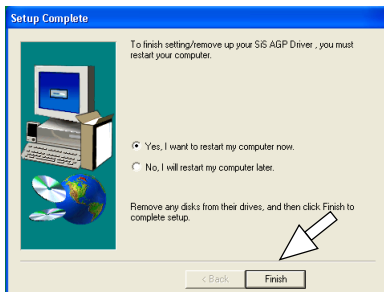 Setup Complete
To finish setting/remove up your SiS AGP Driver , you must
restart your computer.
Yes, I want to restart my computer now.
No, I will restart my computer later.
Remove any disks from their drives, and then click Finish to
complete setup.
< Back Finish